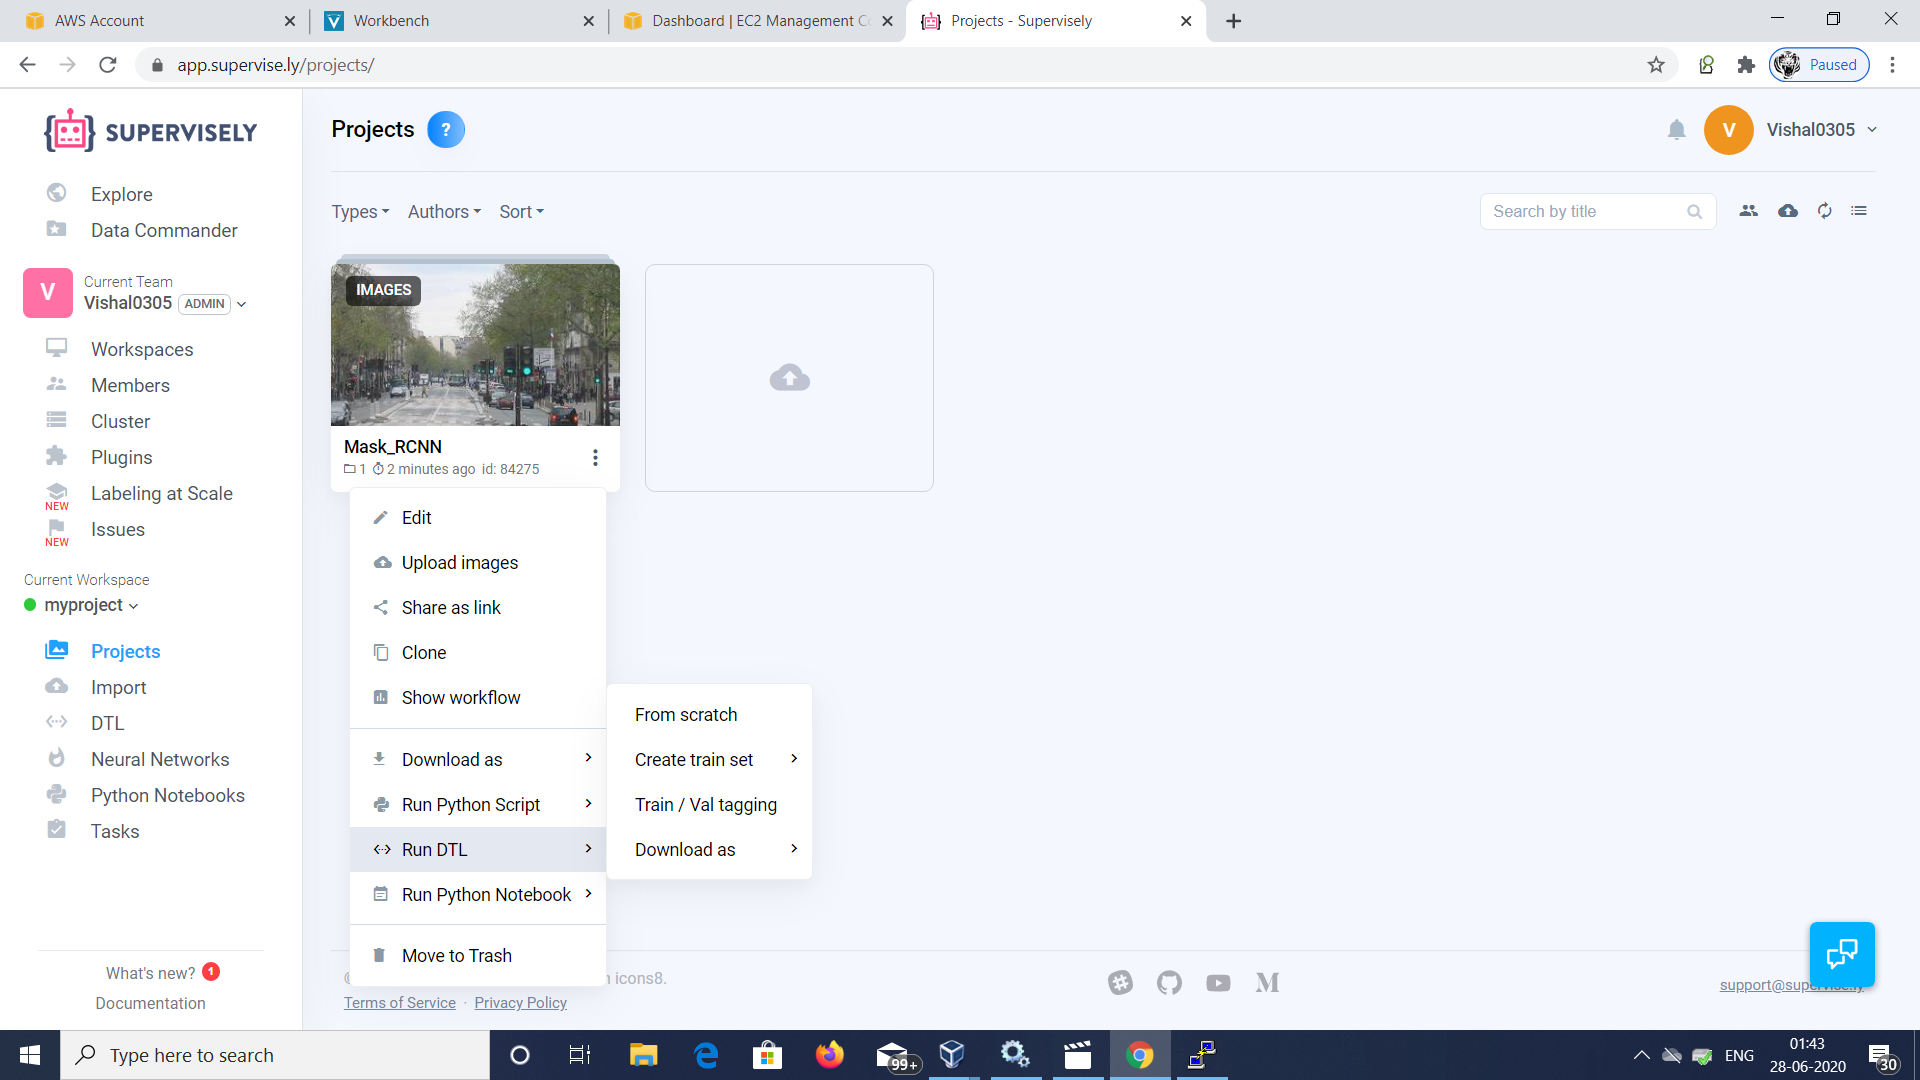 AWS Account
Workbench
Dashboard | EC2 Management Co
Projects - Supervisely
app.supervise.ly/projects/
Paused
SUPERVISELY
Projects
?
V
Vishal0305
Explore
Data Commander
Types
Authors
Sort
Search by title
V
Current Team
Vishal0305 ADMIN
Workspaces
Members
Cluster
Plugins
Labeling at Scale
NEW
Issues
NEW
Current Workspace
myproject
Projects
Import
DTL
Neural Networks
Python Notebooks
Tasks
What's new? 1
Documentation
IMAGES
Mask_RCNN
1 2 minutes ago id: 84275
Edit
Upload images
Share as link
Clone
Show workflow
Download as
Run Python Script
Run DTL
Run Python Notebook
Move to Trash
From scratch
Create train set
Train / Val tagging
Download as
icons8.
Terms of Service · Privacy Policy
support@supervise.ly
Type here to search
99+
ENG
01:43
28-06-2020
30